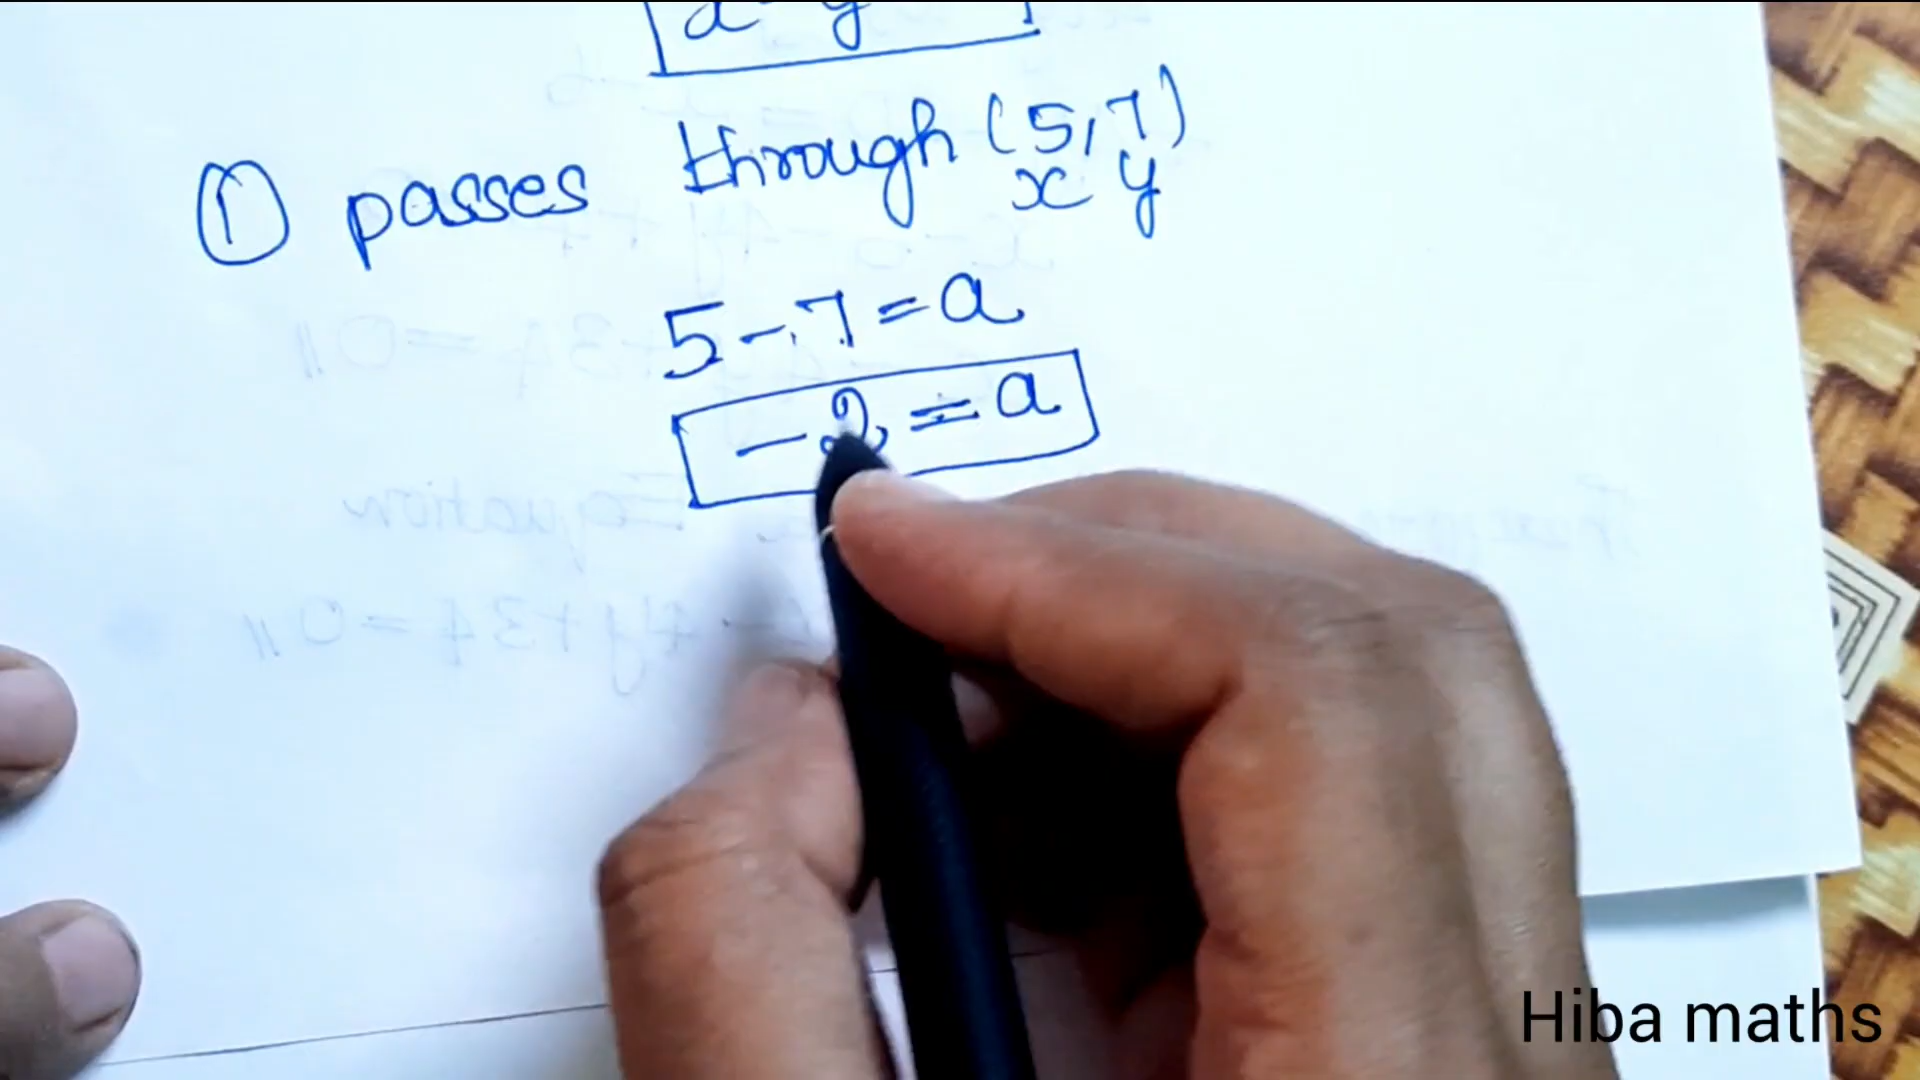 ① passes through (5, 7)
x y
5 - 7 = a
- 2 = a
Hiba maths